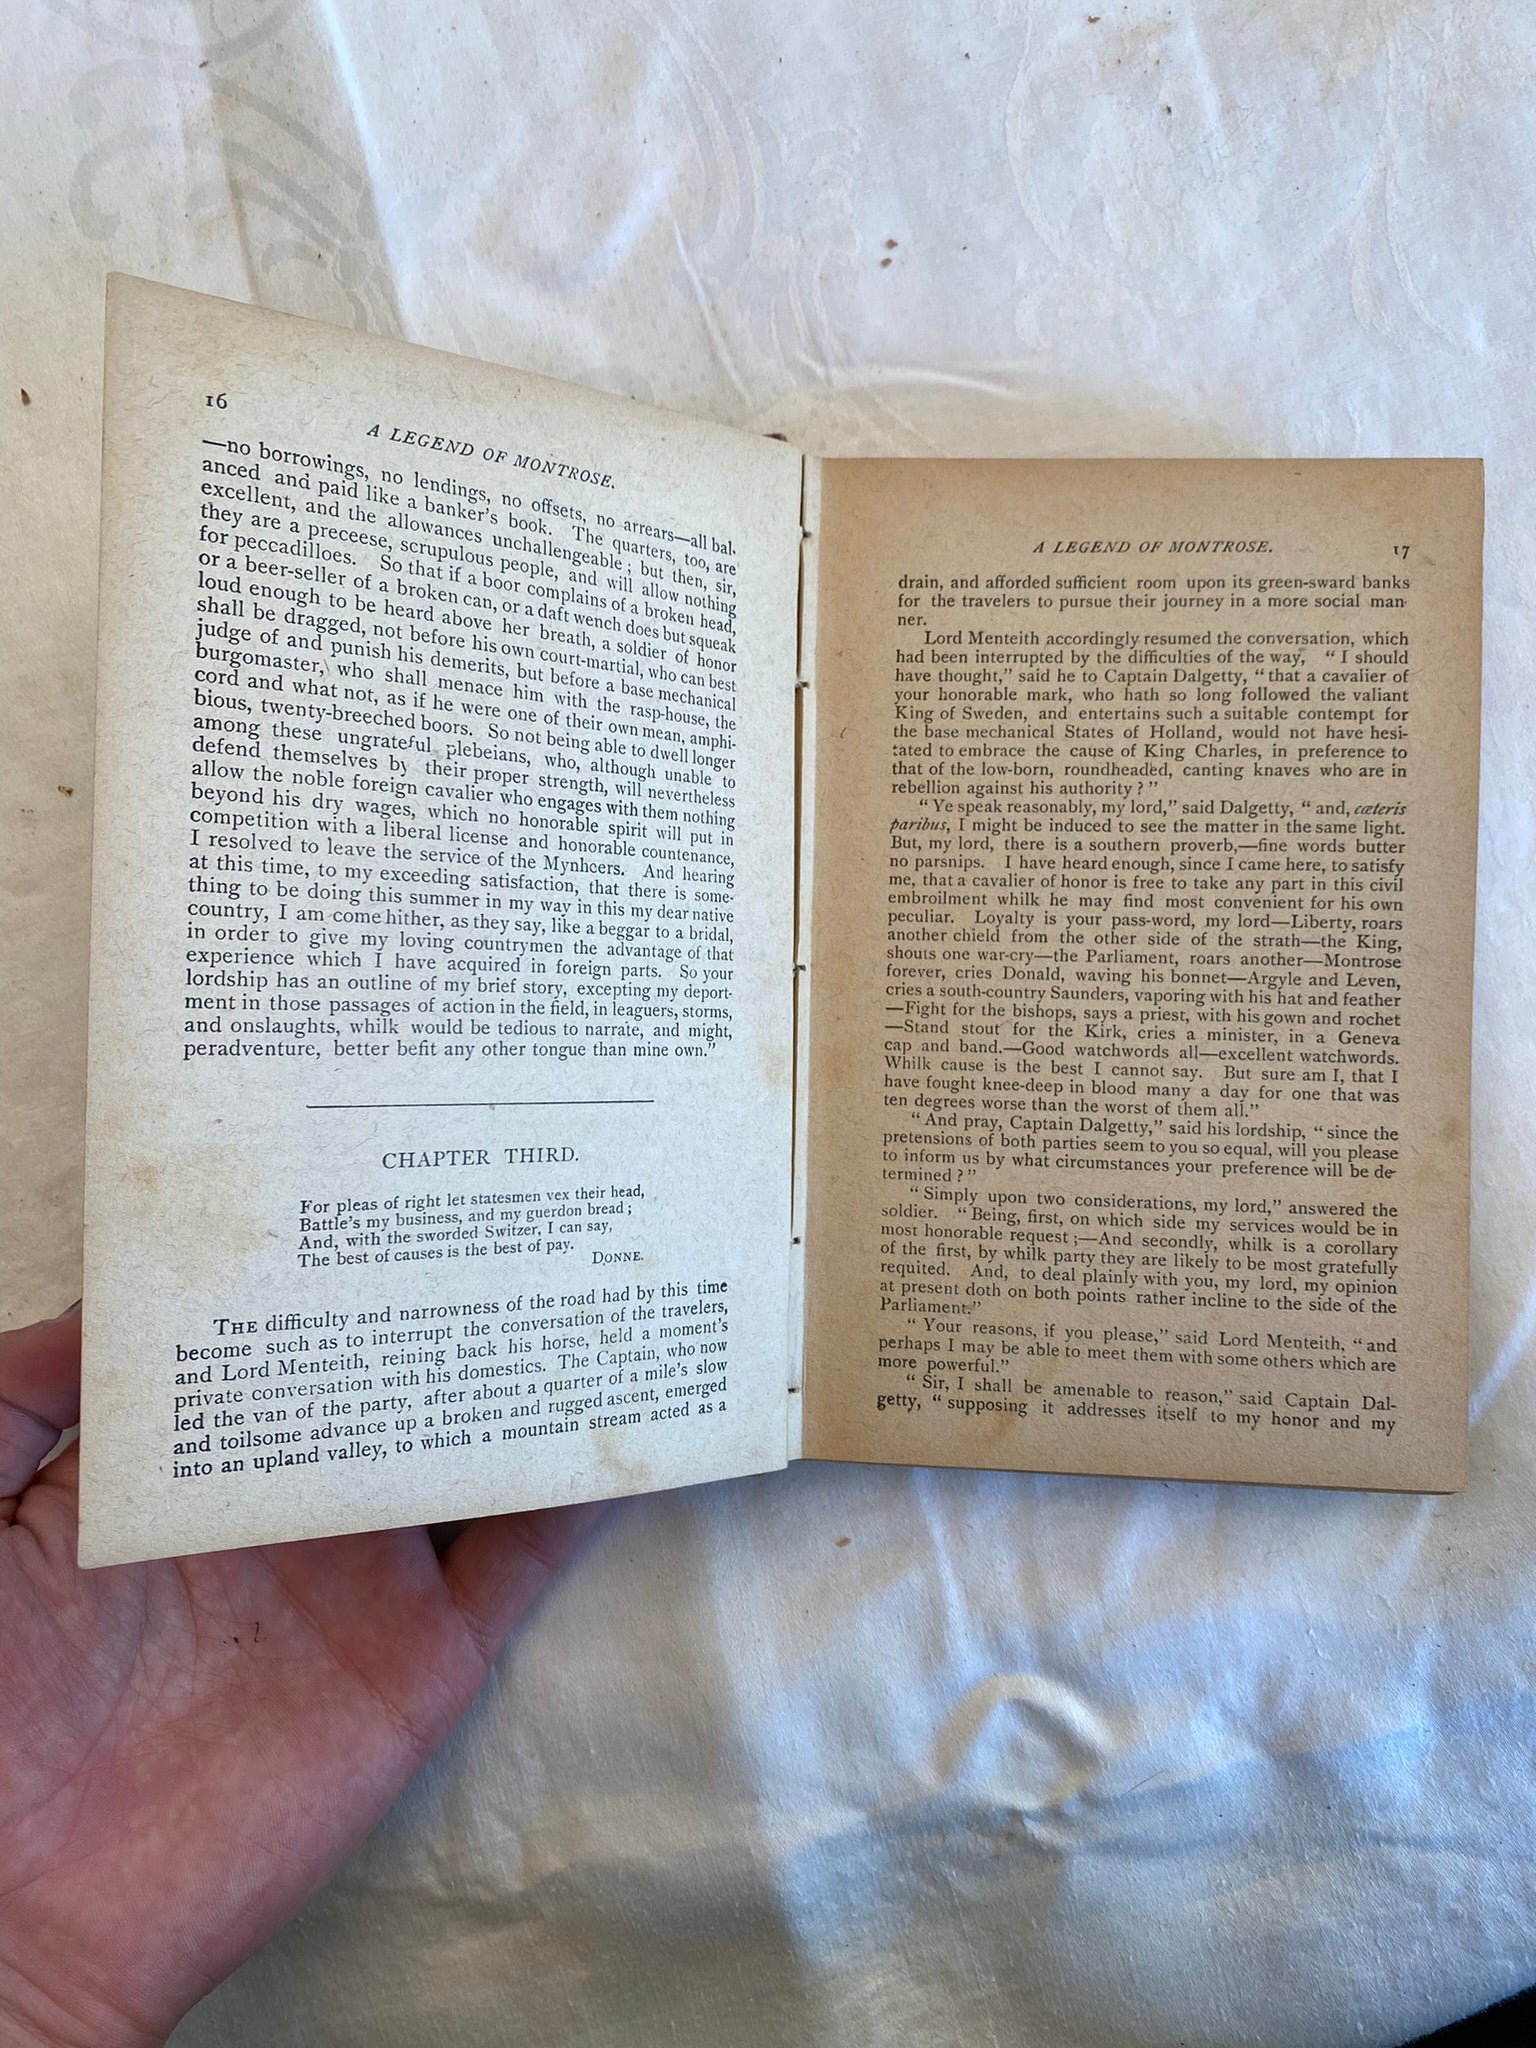 16
A LEGEND OF MONTROSE.
—no borrowings, no lendings, no offsets, no arrears—all bal-
anced and paid like a banker's book. The quarters, too, are
excellent, and the allowances unchallengeable ; but then, sir,
they are a preceese, scrupulous people, and will allow nothing
for peccadilloes. So that if a boor complains of a broken head,
or a beer-seller of a broken can, or a daft wench does but squeak
loud enough to be heard above her breath, a soldier of honor
shall be dragged, not before his own court-martial, who can best
judge of and punish his demerits, but before a base mechanical
burgomaster, who shall menace him with the rasp-house, the
cord and what not, as if he were one of their own mean, amphi-
bious, twenty-breeched boors. So not being able to dwell longer
among these ungrateful plebeians, who, although unable to
defend themselves by their proper strength, will nevertheless
allow the noble foreign cavalier who engages with them nothing
beyond his dry wages, which no honorable spirit will put in
competition with a liberal license and honorable countenance,
I resolved to leave the service of the Mynheers. And hearing
at this time, to my exceeding satisfaction, that there is some-
thing to be doing this summer in my way in this my dear native
country, I am come hither, as they say, like a beggar to a bridal,
in order to give my loving countrymen the advantage of that
experience which I have acquired in foreign parts. So your
lordship has an outline of my brief story, excepting my deport-
ment in those passages of action in the field, in leaguers, storms,
and onslaughts, whilk would be tedious to narrate, and might,
peradventure, better befit any other tongue than mine own.”
CHAPTER THIRD.
For pleas of right let statesmen vex their head,
Battle's my business, and my guerdon bread ;
And, with the sworded Switzer, I can say,
The best of causes is the best of pay.
DONNE.
THE difficulty and narrowness of the road had by this time
become such as to interrupt the conversation of the travelers,
and Lord Menteith, reining back his horse, held a moment's
private conversation with his domestics. The Captain, who now
led the van of the party, after about a quarter of a mile's slow
and toilsome advance up a broken and rugged ascent, emerged
into an upland valley, to which a mountain stream acted as a
A LEGEND OF MONTROSE.
17
drain, and afforded sufficient room upon its green-sward banks
for the travelers to pursue their journey in a more social man-
ner.
Lord Menteith accordingly resumed the conversation, which
had been interrupted by the difficulties of the way, “ I should
have thought,” said he to Captain Dalgetty, “ that a cavalier of
your honorable mark, who hath so long followed the valiant
King of Sweden, and entertains such a suitable contempt for
the base mechanical States of Holland, would not have hesi-
tated to embrace the cause of King Charles, in preference to
that of the low-born, roundheaded, canting knaves who are in
rebellion against his authority ? ”
“ Ye speak reasonably, my lord,” said Dalgetty, “ and, cæteris
paribus, I might be induced to see the matter in the same light.
But, my lord, there is a southern proverb,—fine words butter
no parsnips. I have heard enough, since I came here, to satisfy
me, that a cavalier of honor is free to take any part in this civil
embroilment whilk he may find most convenient for his own
peculiar. Loyalty is your pass-word, my lord—Liberty, roars
another chield from the other side of the strath—the King,
shouts one war-cry—the Parliament, roars another—Montrose
forever, cries Donald, waving his bonnet—Argyle and Leven,
cries a south-country Saunders, vaporing with his hat and feather
—Fight for the bishops, says a priest, with his gown and rochet
—Stand stout for the Kirk, cries a minister, in a Geneva
cap and band.—Good watchwords all—excellent watchwords.
Whilk cause is the best I cannot say. But sure am I, that I
have fought knee-deep in blood many a day for one that was
ten degrees worse than the worst of them all.”
“ And pray, Captain Dalgetty,” said his lordship, “ since the
pretensions of both parties seem to you so equal, will you please
to inform us by what circumstances your preference will be de-
termined ? ”
“ Simply upon two considerations, my lord,” answered the
soldier. “ Being, first, on which side my services would be in
most honorable request ;—And secondly, whilk is a corollary
of the first, by whilk party they are likely to be most gratefully
requited. And, to deal plainly with you, my lord, my opinion
at present doth on both points rather incline to the side of the
Parliament.”
“ Your reasons, if you please,” said Lord Menteith, “ and
perhaps I may be able to meet them with some others which are
more powerful.”
“ Sir, I shall be amenable to reason,” said Captain Dal-
getty, “ supposing it addresses itself to my honor and my